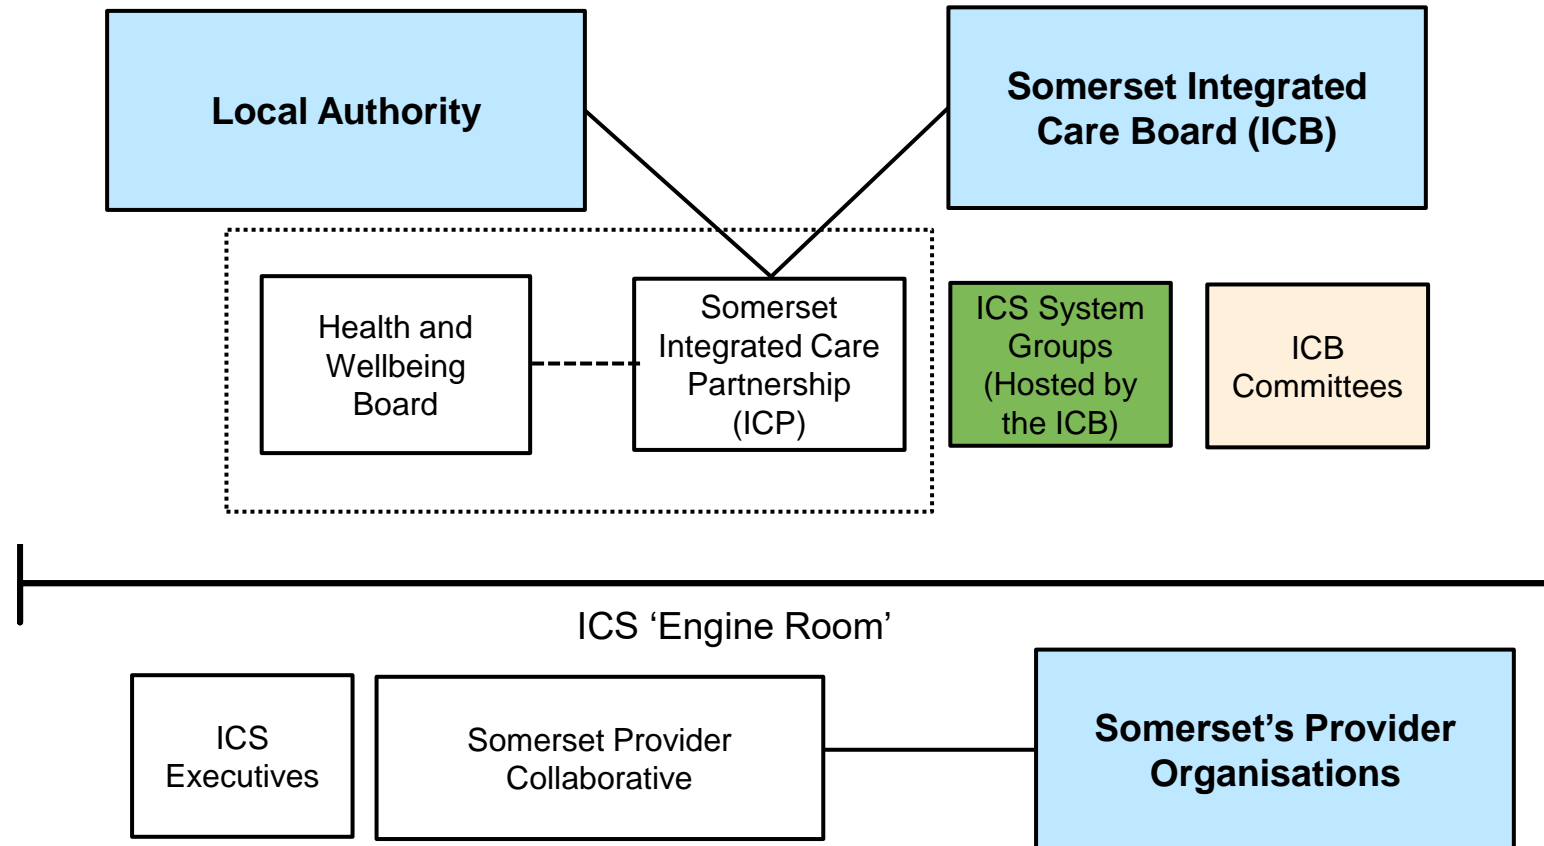 Local Authority
Somerset Integrated
Care Board (ICB)
Health and
Wellbeing
Board
Somerset
Integrated Care
Partnership
(ICP)
ICS System
Groups
(Hosted by
the ICB)
ICB
Committees
ICS ‘Engine Room’
ICS
Executives
Somerset Provider
Collaborative
Somerset’s Provider
Organisations